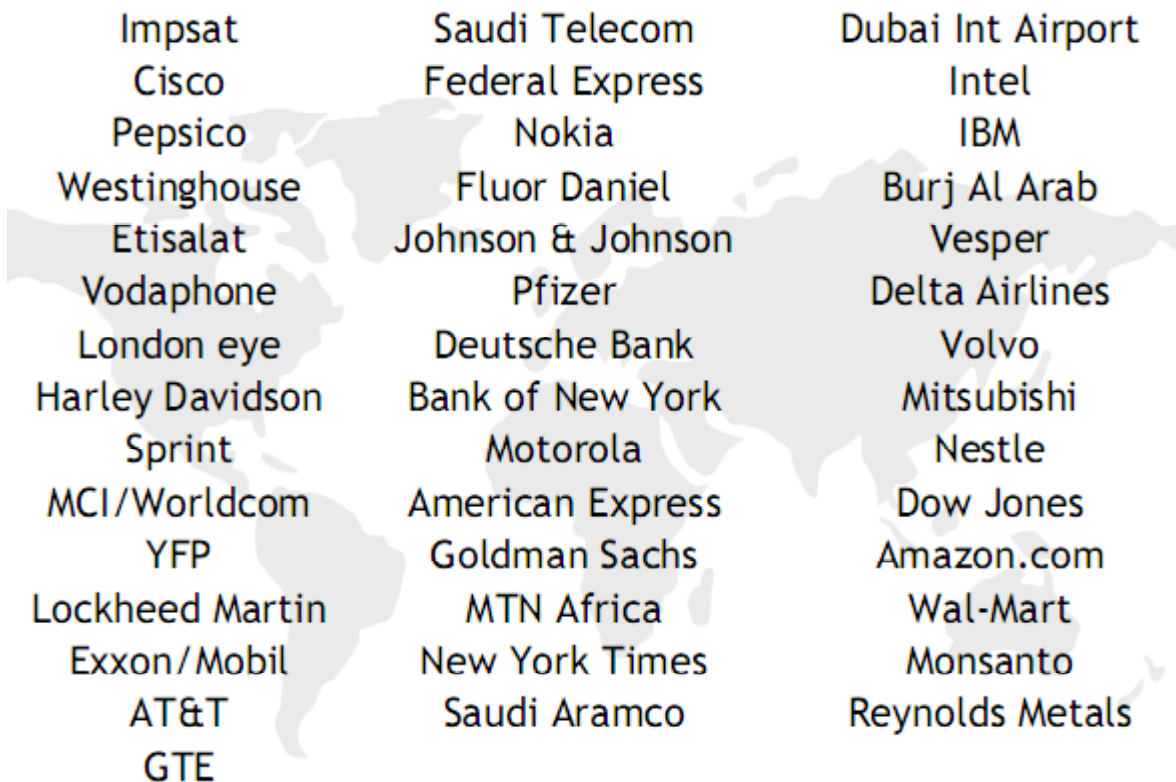 Impsat Saudi Telecom Dubai Int Airport
Cisco Federal Express Intel
Pepsico Nokia IBM
Westinghouse Fluor Daniel Burj Al Arab
Etisalat Johnson & Johnson Vesper
Vodaphone Pfizer Delta Airlines
London eye Deutsche Bank Volvo
Harley Davidson Bank of New York Mitsubishi
Sprint Motorola Nestle
MCI/Worldcom American Express Dow Jones
YFP Goldman Sachs Amazon.com
Lockheed Martin MTN Africa Wal-Mart
Exxon/Mobil New York Times Monsanto
AT&T Saudi Aramco Reynolds Metals
GTE